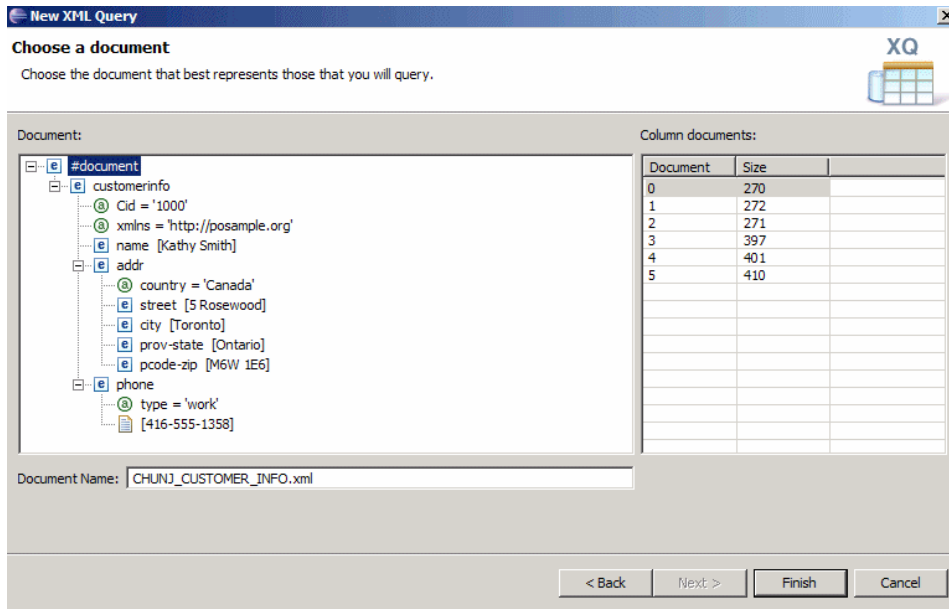 New XML Query
Choose a document
Choose the document that best represents those that you will query.
XQ
Document:
#document
customerinfo
Cid = '1000'
xmlns = 'http://posample.org'
name [Kathy Smith]
addr
country = 'Canada'
street [5 Rosewood]
city [Toronto]
prov-state [Ontario]
pcode-zip [M6W 1E6]
phone
type = 'work'
[416-555-1358]
Column documents:
Document Size
0 270
1 272
2 271
3 397
4 401
5 410
Document Name: CHUNJ_CUSTOMER_INFO.xml
< Back Next > Finish Cancel